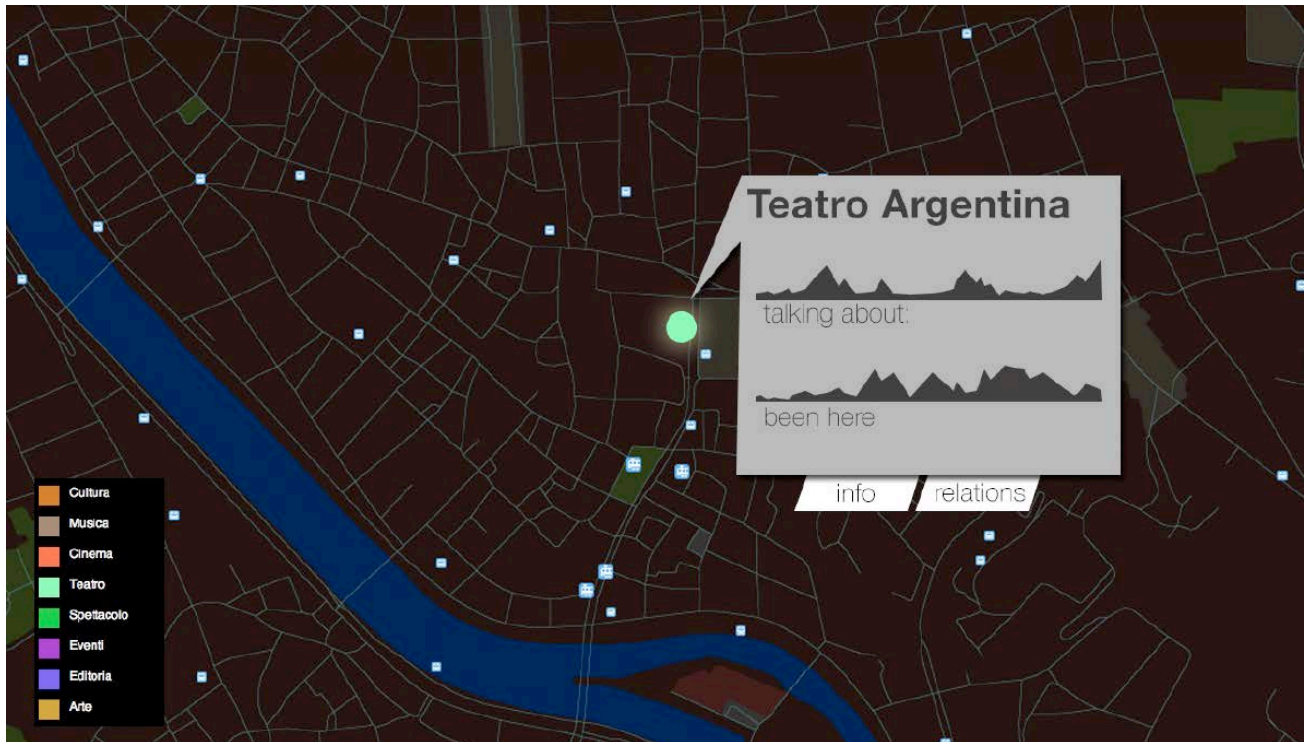 Teatro Argentina
talking about:
been here
info
relations
Cultura
Musica
Cinema
Teatro
Spettacolo
Eventi
Editoria
Arte